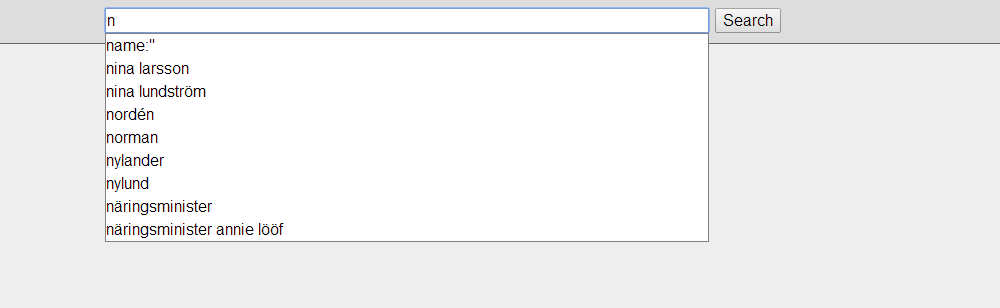 n
Search
name:"
nina larsson
nina lundström
nordén
norman
nylander
nylund
näringsminister
näringsminister annie lööf